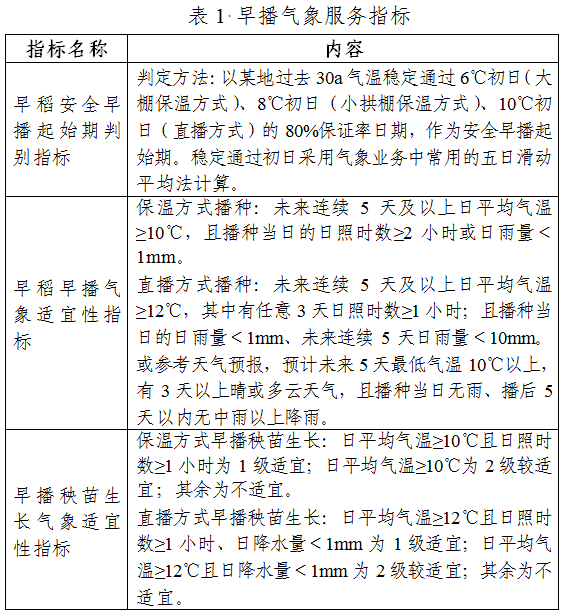 表 1 早播气象服务指标
指标名称
内容
早稻安全早
播起始期判
别指标
判定方法：以某地过去 30a 气温稳定通过 6℃初日（大
棚保温方式）、8℃初日（小拱棚保温方式）、10℃初
日（直播方式）的 80%保证率日期，作为安全早播起
始期。稳定通过初日采用气象业务中常用的五日滑动
平均法计算。
早稻早播气
象适宜性指
标
保温方式播种：未来连续 5 天及以上日平均气温
≥10℃，且播种当日的日照时数≥2 小时或日雨量＜
1mm。
直播方式播种：未来连续 5 天及以上日平均气温
≥12℃，其中有任意 3 天日照时数≥1 小时；且播种当
日的日雨量＜1mm、未来连续 5 天日雨量＜10mm。
或参考天气预报，预计未来 5 天最低气温 10℃以上，
有 3 天以上晴或多云天气，且播种当日无雨、播后 5
天以内无中雨以上降雨。
早播秧苗生
长气象适宜
性指标
保温方式早播秧苗生长：日平均气温≥10℃且日照时
数≥1 小时为 1 级适宜；日平均气温≥10℃为 2 级较适
宜；其余为不适宜。
直播方式早播秧苗生长：日平均气温≥12℃且日照时
数≥1 小时、日降水量＜1mm 为 1 级适宜；日平均气
温≥12℃且日降水量＜1mm 为 2 级较适宜；其余为不
适宜。